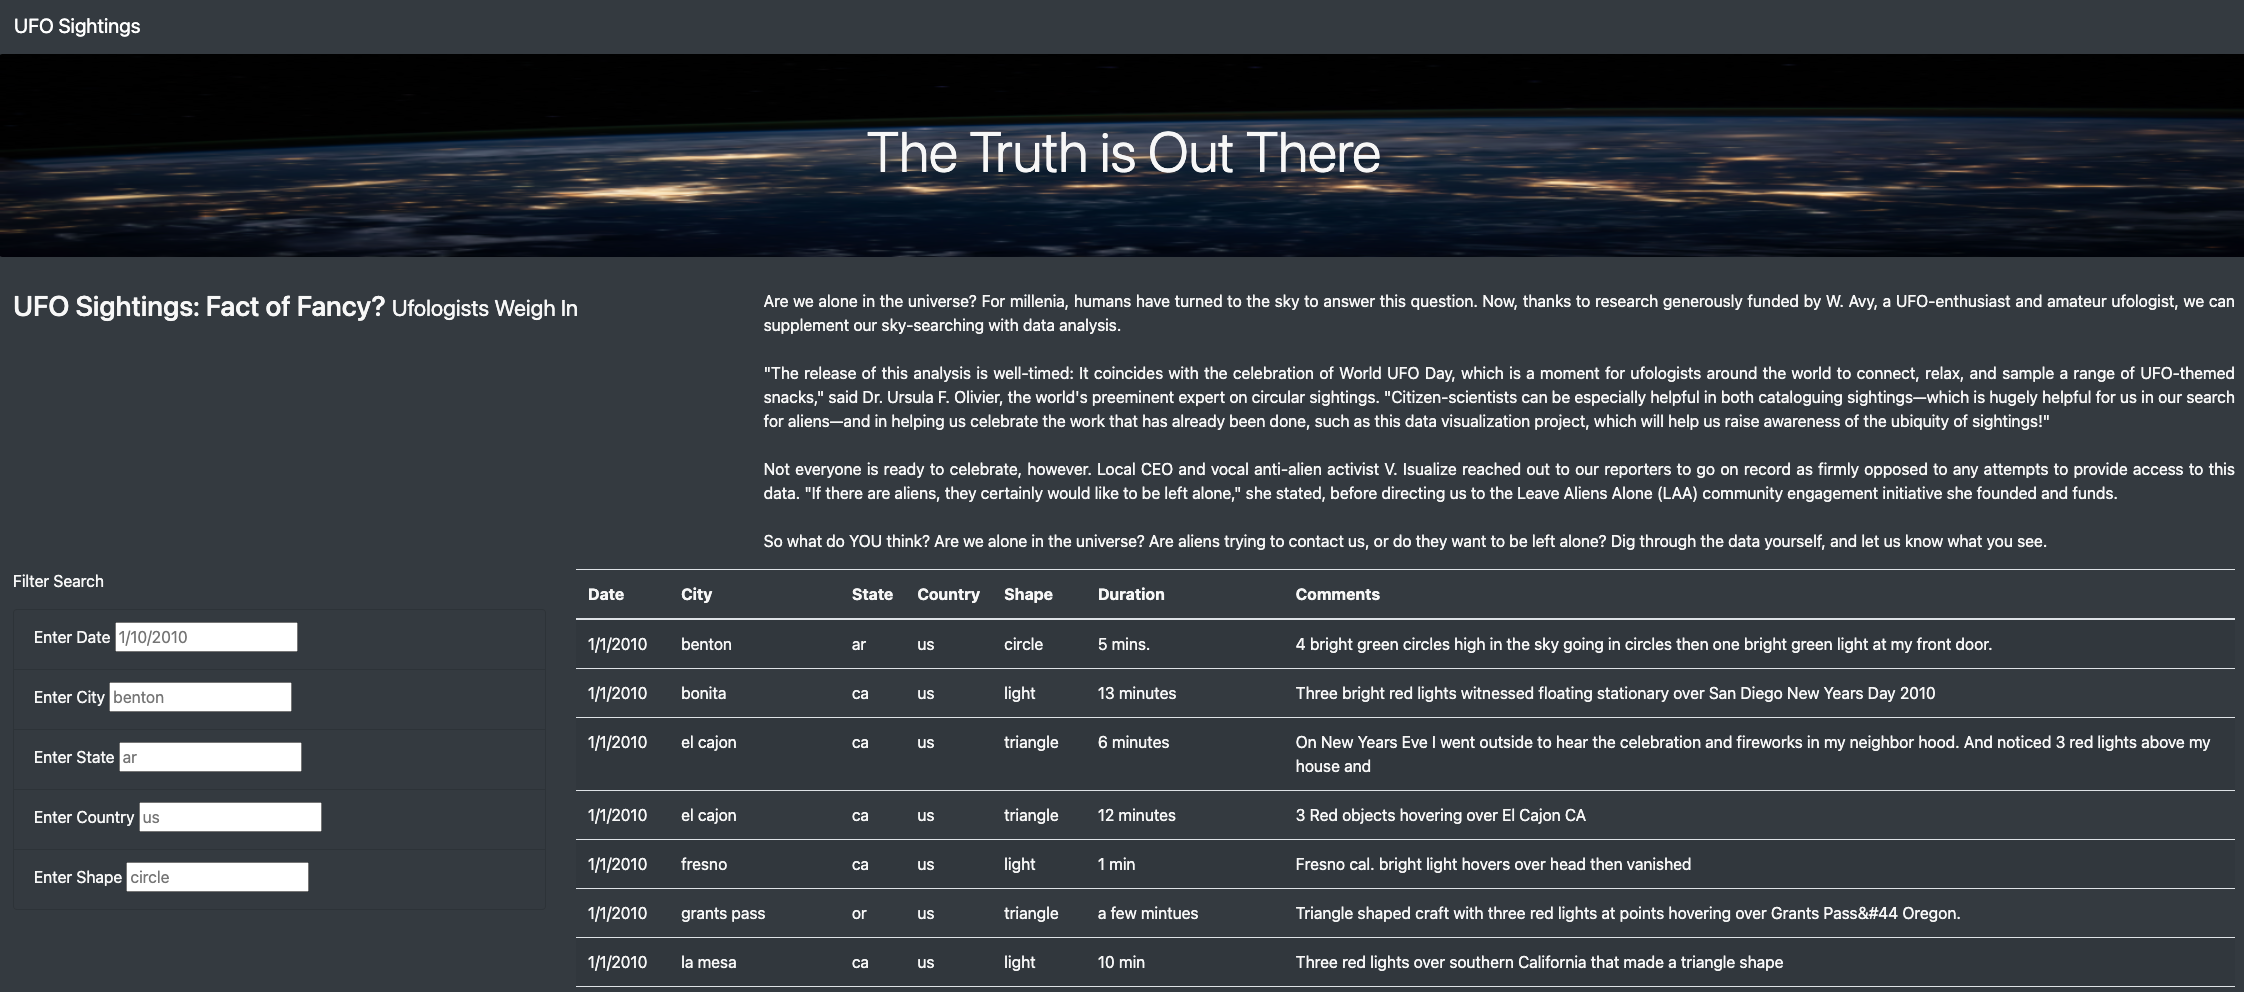 UFO Sightings
The Truth is Out There
UFO Sightings: Fact of Fancy? Ufologists Weigh In
Are we alone in the universe? For millenia, humans have turned to the sky to answer this question. Now, thanks to research generously funded by W. Avy, a UFO-enthusiast and amateur ufologist, we can
supplement our sky-searching with data analysis.
"The release of this analysis is well-timed: It coincides with the celebration of World UFO Day, which is a moment for ufologists around the world to connect, relax, and sample a range of UFO-themed
snacks," said Dr. Ursula F. Olivier, the world's preeminent expert on circular sightings. "Citizen-scientists can be especially helpful in both cataloguing sightings—which is hugely helpful for us in our search
for aliens—and in helping us celebrate the work that has already been done, such as this data visualization project, which will help us raise awareness of the ubiquity of sightings!"
Not everyone is ready to celebrate, however. Local CEO and vocal anti-alien activist V. Isualize reached out to our reporters to go on record as firmly opposed to any attempts to provide access to this
data. "If there are aliens, they certainly would like to be left alone," she stated, before directing us to the Leave Aliens Alone (LAA) community engagement initiative she founded and funds.
So what do YOU think? Are we alone in the universe? Are aliens trying to contact us, or do they want to be left alone? Dig through the data yourself, and let us know what you see.
Filter Search
Enter Date 1/10/2010
Enter City benton
Enter State ar
Enter Country us
Enter Shape circle
Date City State Country Shape Duration Comments
1/1/2010 benton ar us circle 5 mins. 4 bright green circles high in the sky going in circles then one bright green light at my front door.
1/1/2010 bonita ca us light 13 minutes Three bright red lights witnessed floating stationary over San Diego New Years Day 2010
1/1/2010 el cajon ca us triangle 6 minutes On New Years Eve I went outside to hear the celebration and fireworks in my neighbor hood. And noticed 3 red lights above my
house and
1/1/2010 el cajon ca us triangle 12 minutes 3 Red objects hovering over El Cajon CA
1/1/2010 fresno ca us light 1 min Fresno cal. bright light hovers over head then vanished
1/1/2010 grants pass or us triangle a few mintues Triangle shaped craft with three red lights at points hovering over Grants Pass&#44 Oregon.
1/1/2010 la mesa ca us light 10 min Three red lights over southern California that made a triangle shape